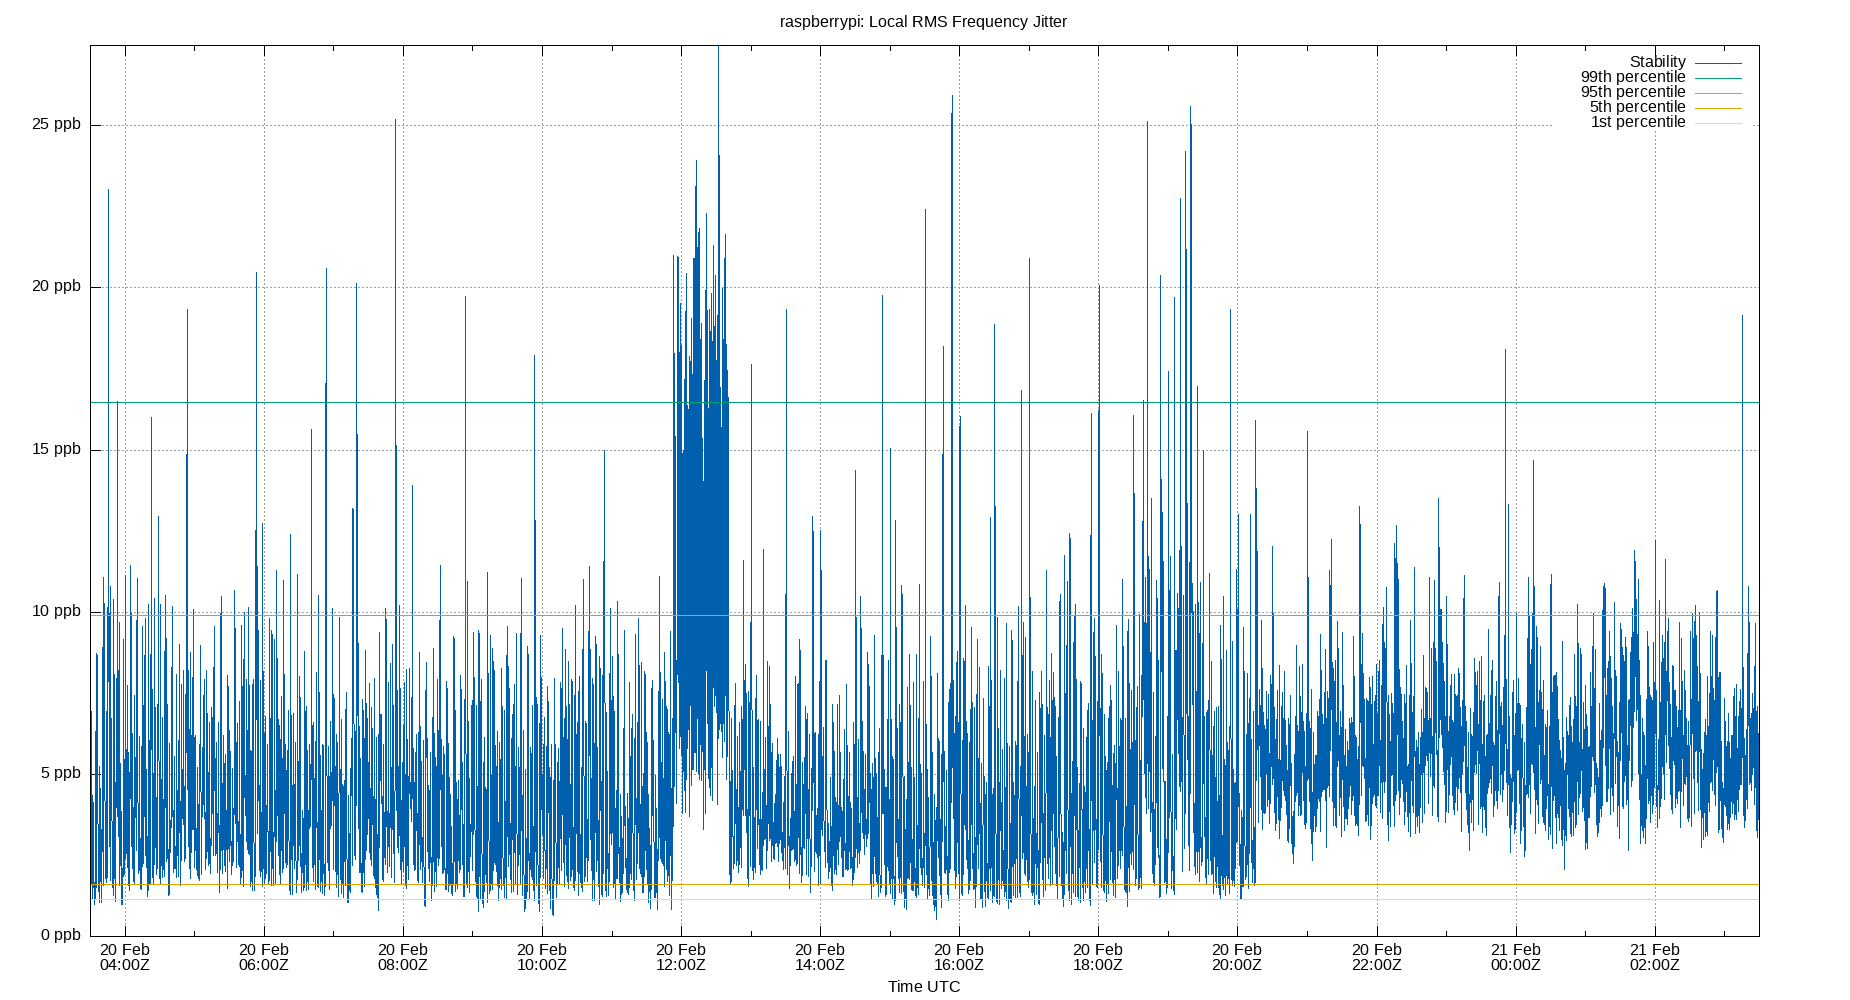 raspberrypi: Local RMS Frequency Jitter
Stability
99th percentile
95th percentile
5th percentile
1st percentile
25 ppb
20 ppb
15 ppb
10 ppb
5 ppb
0 ppb
20 Feb 20 Feb 20 Feb 20 Feb 20 Feb 20 Feb 20 Feb 20 Feb 20 Feb 20 Feb 21 Feb 21 Feb
04:00Z 06:00Z 08:00Z 10:00Z 12:00Z 14:00Z 16:00Z 18:00Z 20:00Z 22:00Z 00:00Z 02:00Z
Time UTC